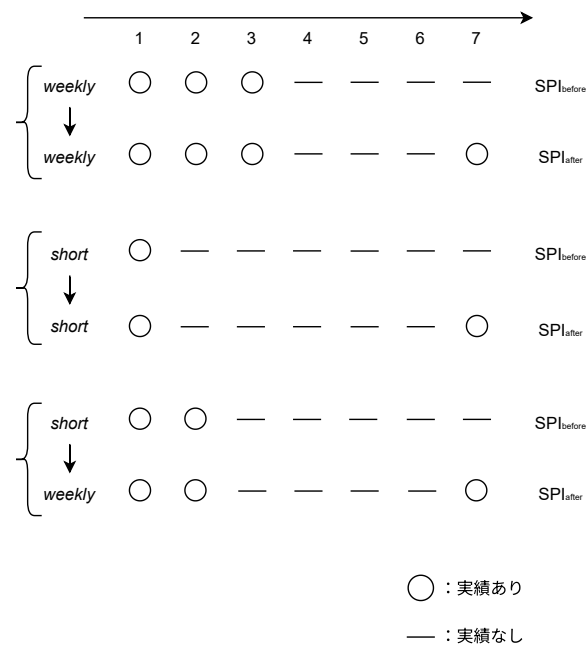 1 2 3 4 5 6 7
weekly SPIbefore
weekly SPIafter
short SPIbefore
short SPIafter
short SPIbefore
weekly SPIafter
：実績あり
：実績なし